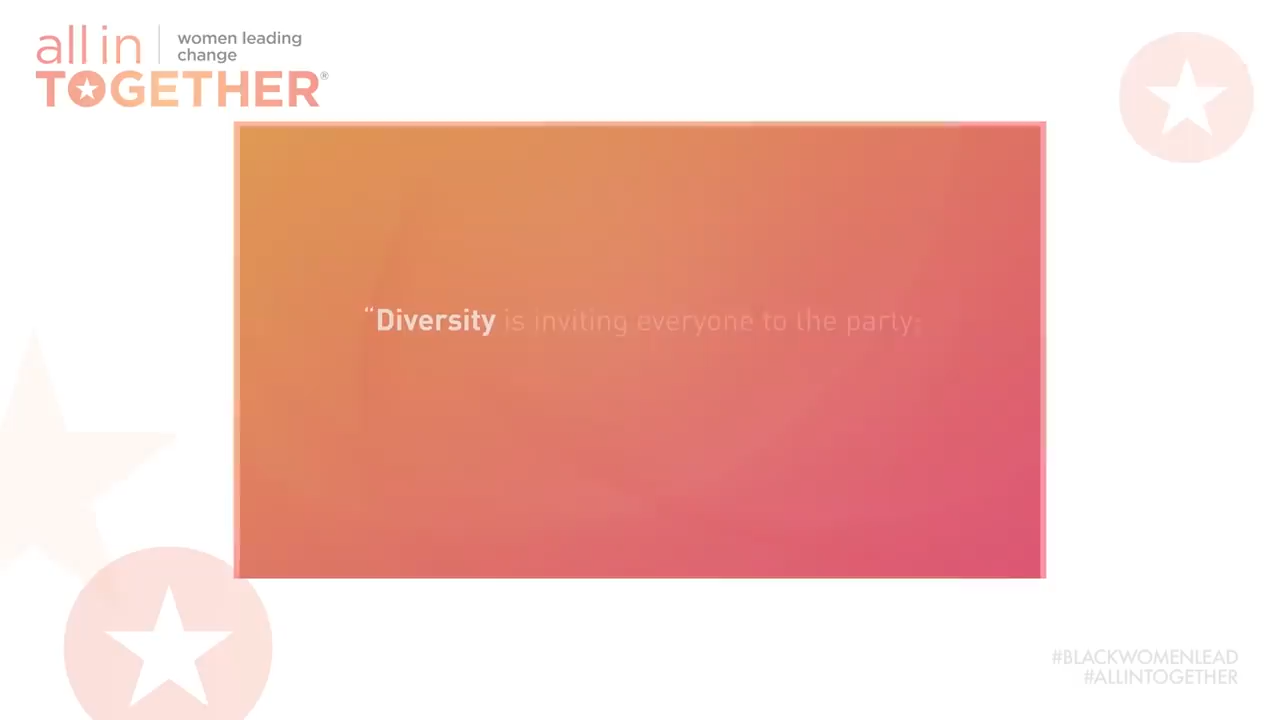 all in
women leading
change
TOGETHER®
“Diversity is inviting everyone to the party;
#BLACKWOMENLEAD
#ALLINTOGETHER